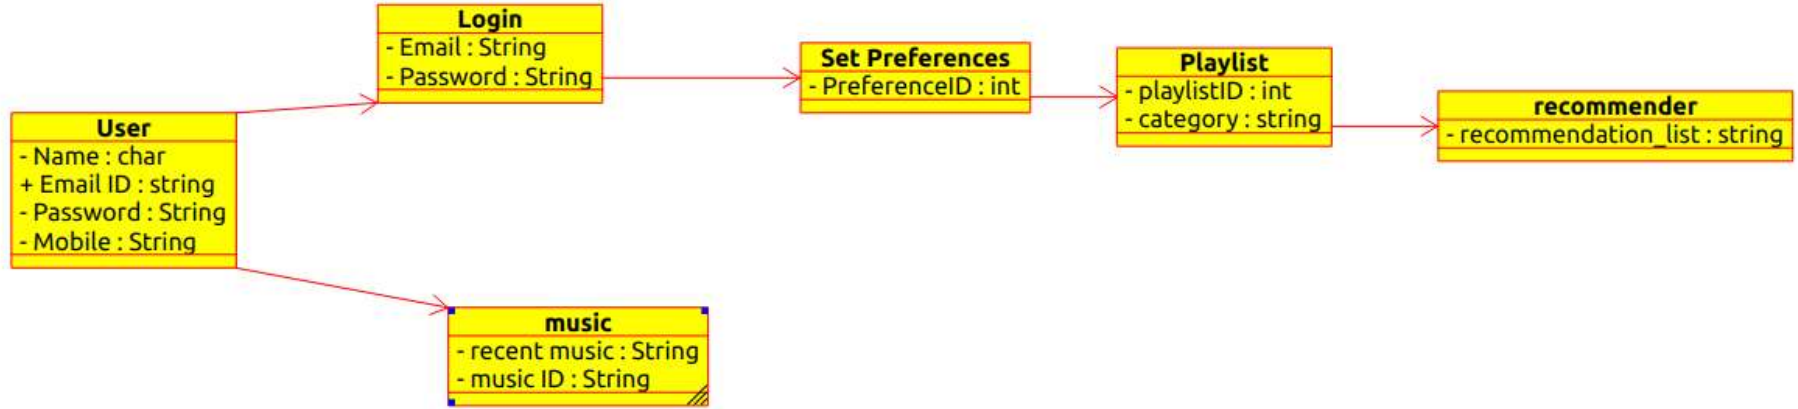 Login
- Email : String
- Password : String
Set Preferences
- PreferenceID : int
Playlist
- playlistID : int
- category : string
recommender
- recommendation_list : string
User
- Name : char
+ Email ID : string
- Password : String
- Mobile : String
music
- recent music : String
- music ID : String